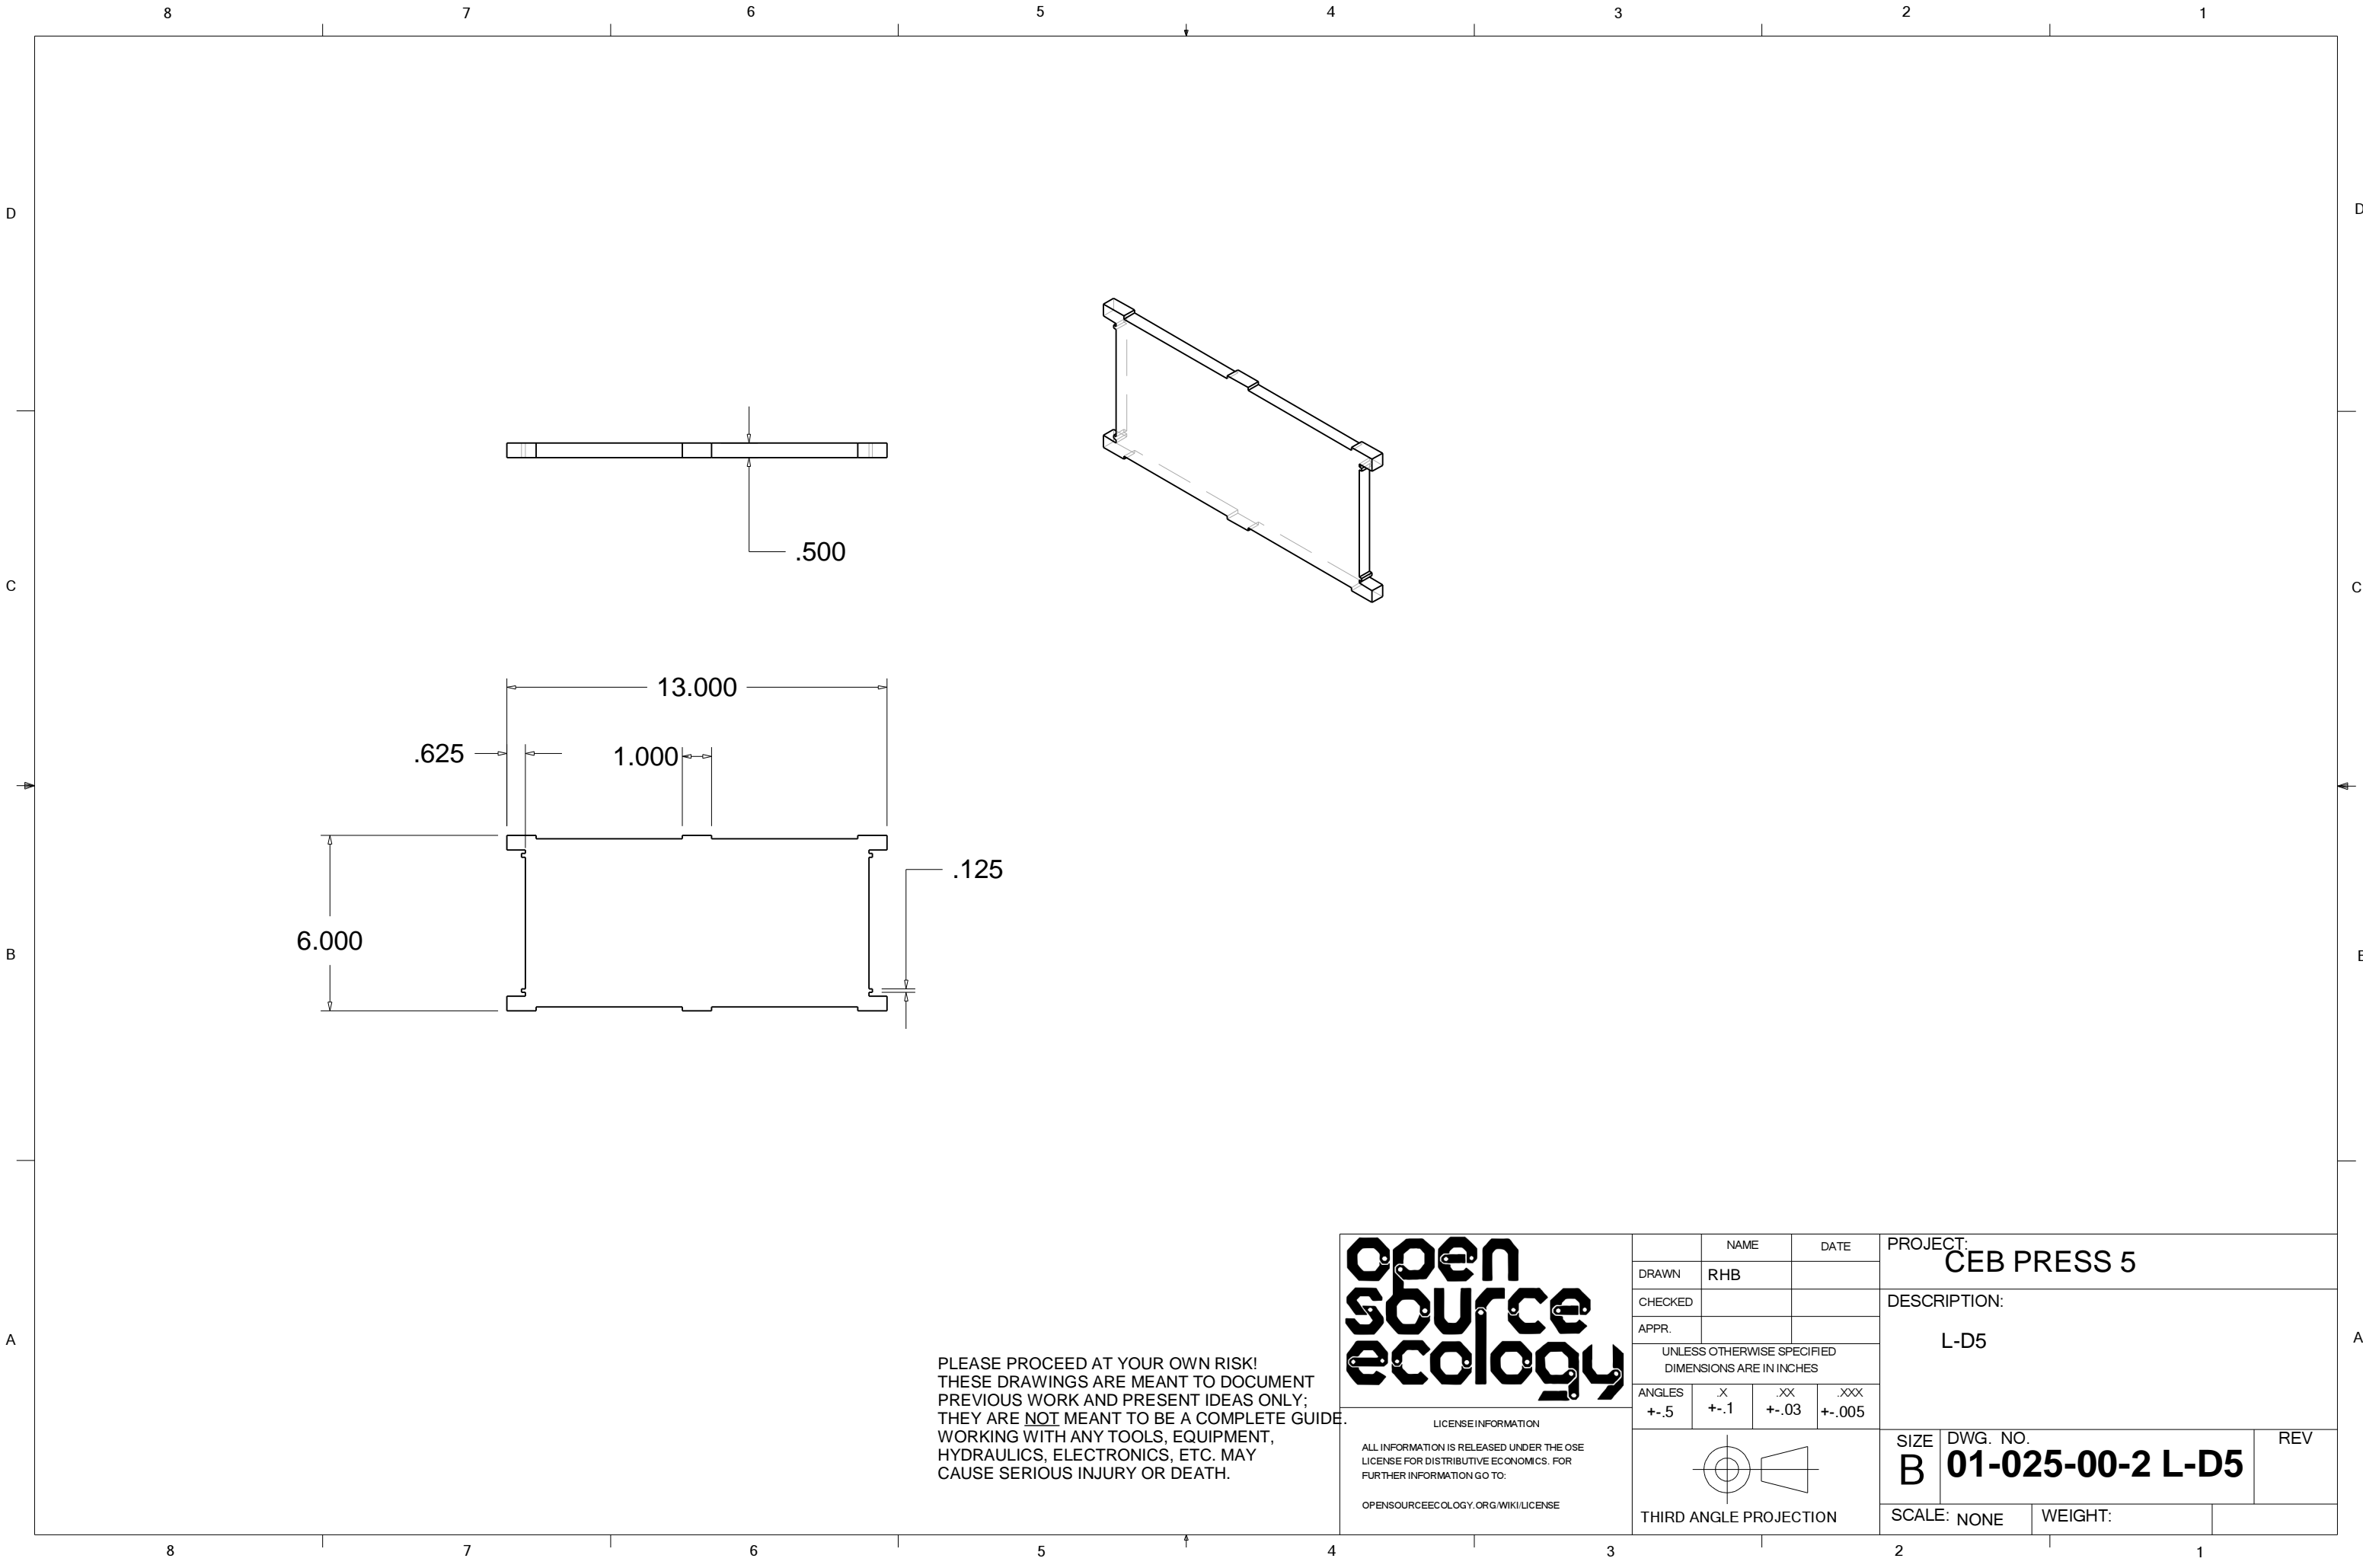 8 7 6 5 4 3 2 1
D D
C C
B B
A A
.500
13.000
.625 1.000
.125
6.000
PLEASE PROCEED AT YOUR OWN RISK!
THESE DRAWINGS ARE MEANT TO DOCUMENT
PREVIOUS WORK AND PRESENT IDEAS ONLY;
THEY ARE NOT MEANT TO BE A COMPLETE GUIDE.
WORKING WITH ANY TOOLS, EQUIPMENT,
HYDRAULICS, ELECTRONICS, ETC. MAY
CAUSE SERIOUS INJURY OR DEATH.
open
source
ecology
LICENSE INFORMATION
ALL INFORMATION IS RELEASED UNDER THE OSE
LICENSE FOR DISTRIBUTIVE ECONOMICS. FOR
FURTHER INFORMATION GO TO:
OPENSOURCEECOLOGY.ORG/WIKI/LICENSE
NAME DATE
DRAWN RHB
CHECKED
APPR.
UNLESS OTHERWISE SPECIFIED
DIMENSIONS ARE IN INCHES
ANGLES .X .XX .XXX
+-.5 +-.1 +-.03 +-.005
THIRD ANGLE PROJECTION
PROJECT:
CEB PRESS 5
DESCRIPTION:
L-D5
SIZE DWG. NO. REV
B 01-025-00-2 L-D5
SCALE: NONE WEIGHT:
8 7 6 5 4 3 2 1